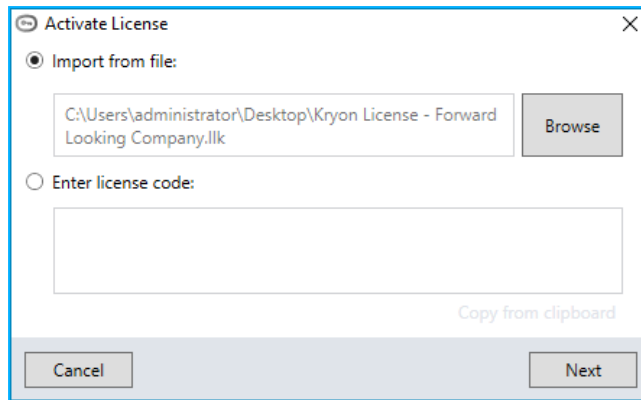 Activate License
Import from file:
C:\Users\administrator\Desktop\Kryon License - Forward
Looking Company.llk
Browse
Enter license code:
Copy from clipboard
Cancel
Next